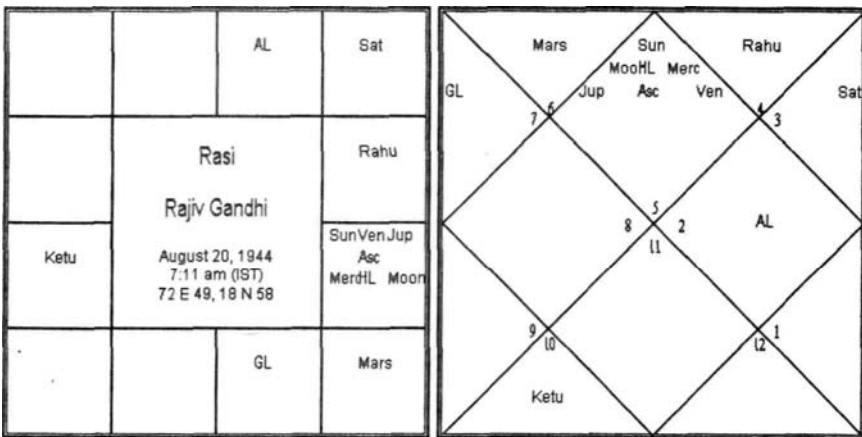 AL Sat
Rasi
Rajiv Gandhi
August 20, 1944
7:11 am (IST)
72 E 49, 18 N 58
Rahu
Ketu
SunVenJup
Asc
MerdHL Moon
GL Mars
Mars Sun Rahu
MooHL Merc
GL Jup Asc Ven Sat
6 4
7 3
5
8 2 AL
11
9 1
10 12
Ketu